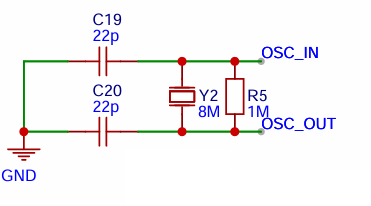 C19
22p
OSC_IN
C20
22p
Y2
8M
R5
1M
OSC_OUT
GND